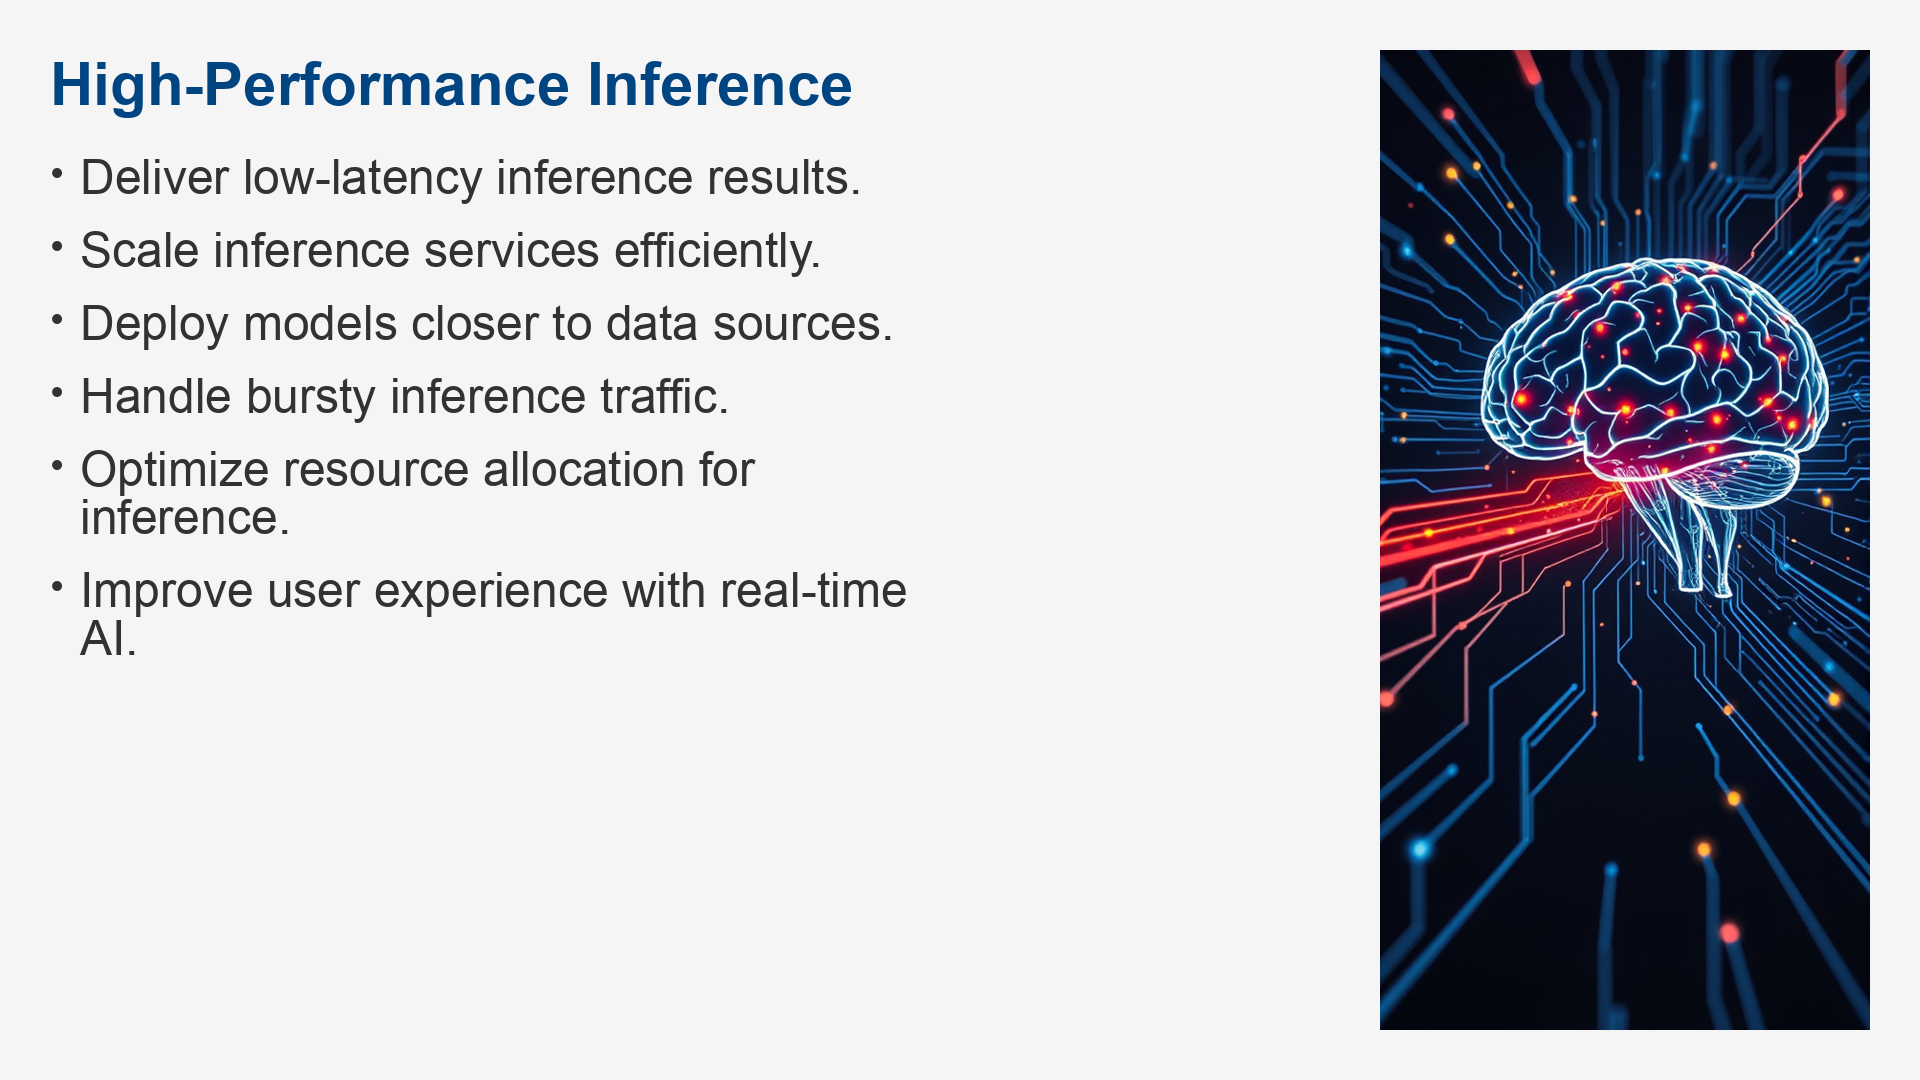 High-Performance Inference
• Deliver low-latency inference results.
• Scale inference services efficiently.
• Deploy models closer to data sources.
• Handle bursty inference traffic.
• Optimize resource allocation for
inference.
• Improve user experience with real-time
AI.